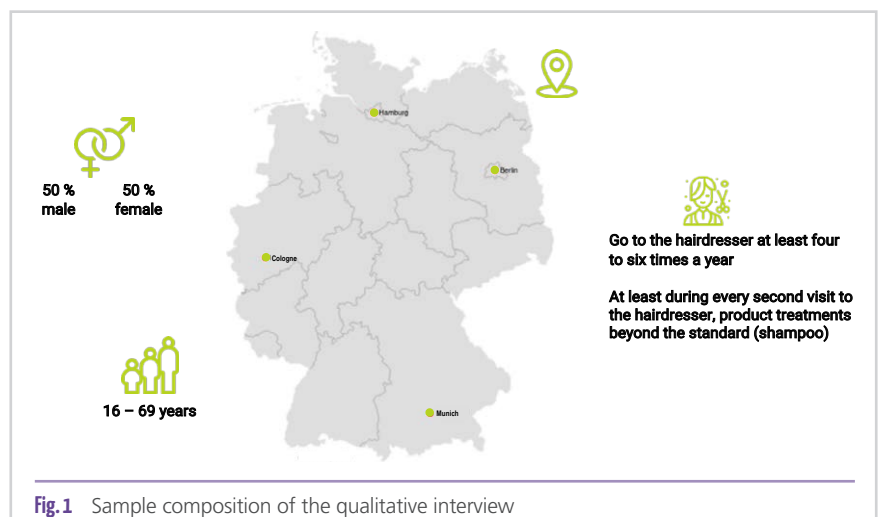 Hamburg
Berlin
50 % 50 %
male female
Go to the hairdresser at least four
to six times a year
Cologne
At least during every second visit to
the hairdresser, product treatments
beyond the standard (shampoo)
16 – 69 years
Munich
Fig. 1 Sample composition of the qualitative interview